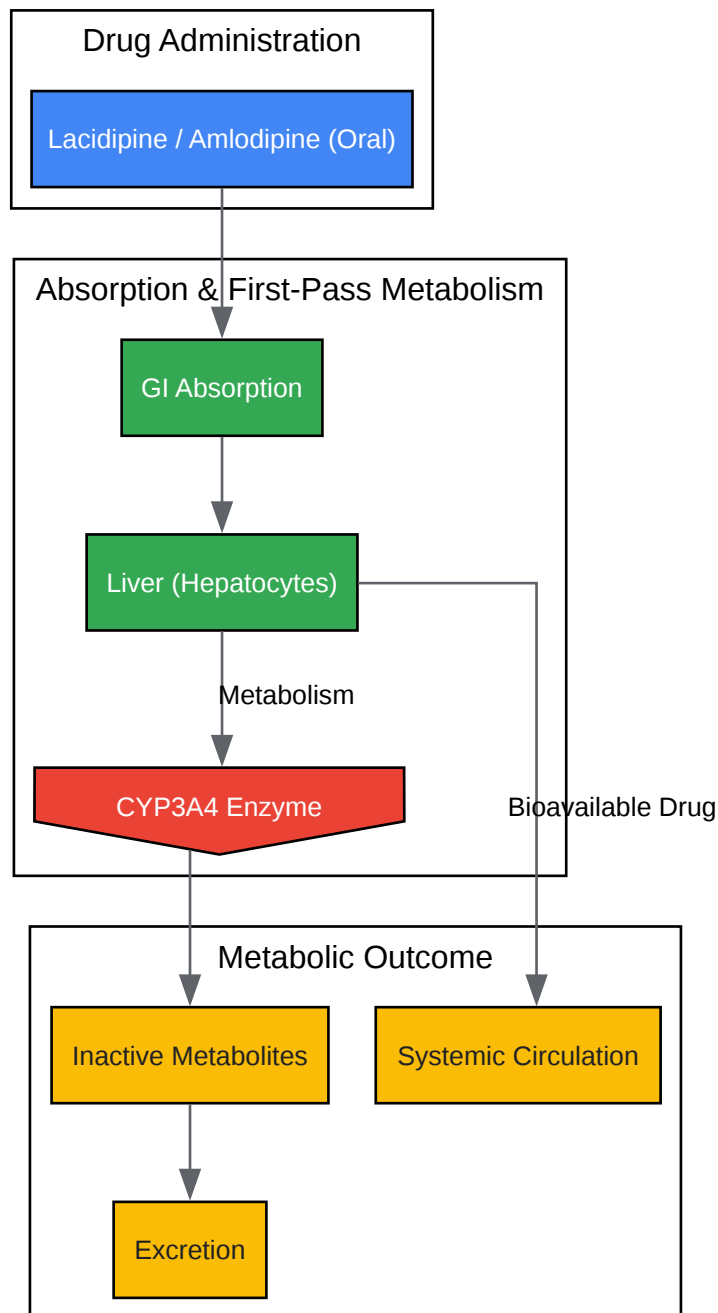 Drug Administration
Lacidipine / Amlodipine (Oral)
Absorption & First-Pass Metabolism
GI Absorption
Liver (Hepatocytes)
Metabolism
CYP3A4 Enzyme
Bioavailable Drug
Metabolic Outcome
Inactive Metabolites
Systemic Circulation
Excretion